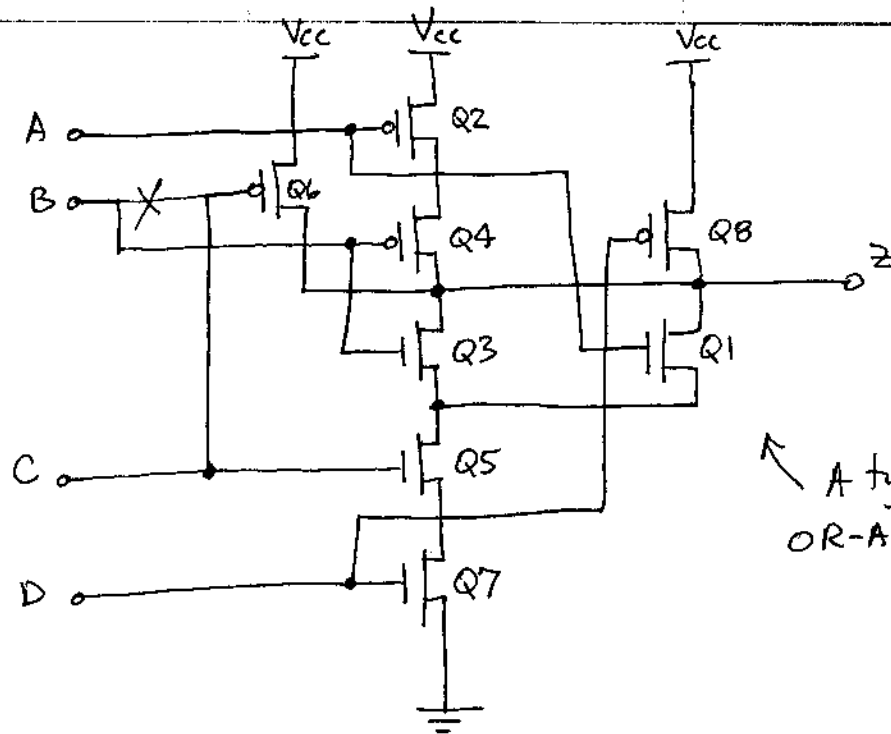 Vcc Vcc Vcc
A Q2
B Q6
Q4 Q8
Z
Q3 Q1
C Q5
A
OR-A
D Q7